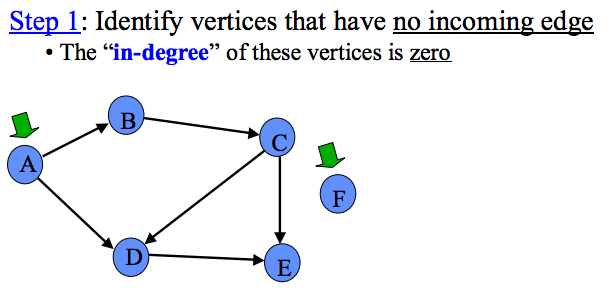 Step 1: Identify vertices that have no incoming edge
• The “in-degree” of these vertices is zero
B
C
A
F
D
E